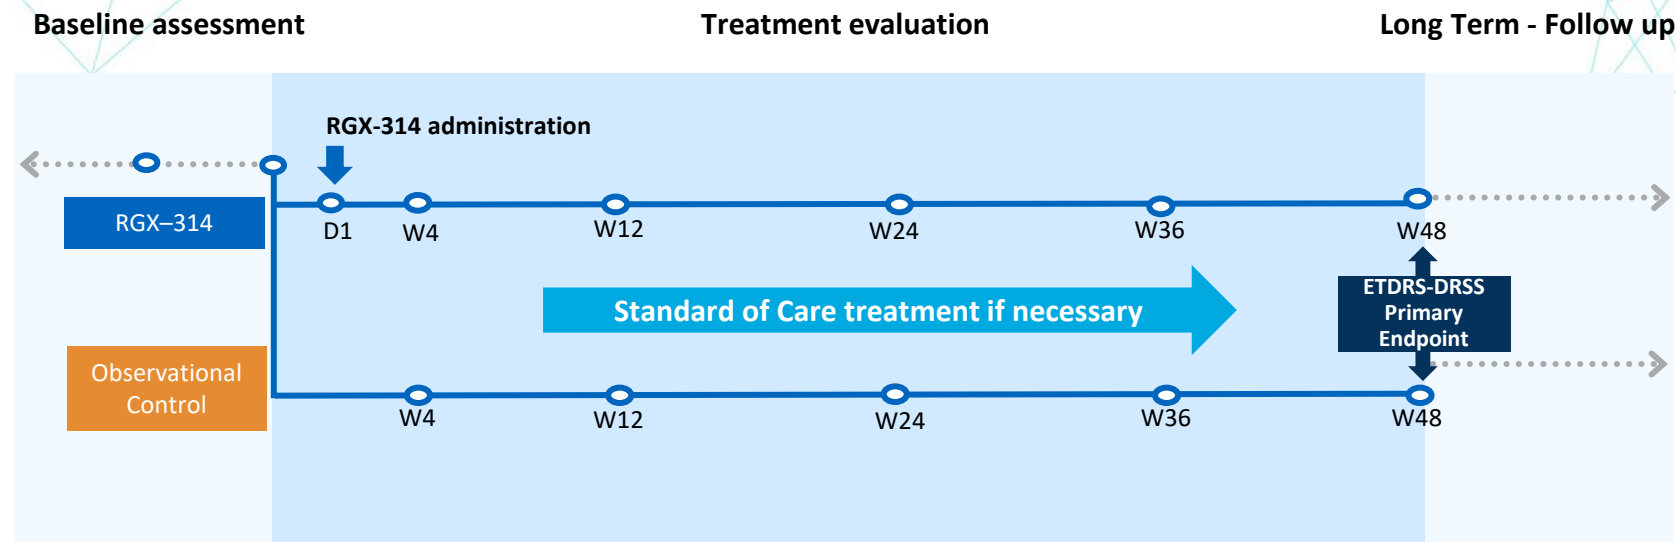 Baseline assessment
Treatment evaluation
Long Term - Follow up
RGX-314 administration
RGX–314
D1
W4
W12
W24
W36
W48
Standard of Care treatment if necessary
ETDRS-DRSS
Primary
Endpoint
Observational
Control
W4
W12
W24
W36
W48